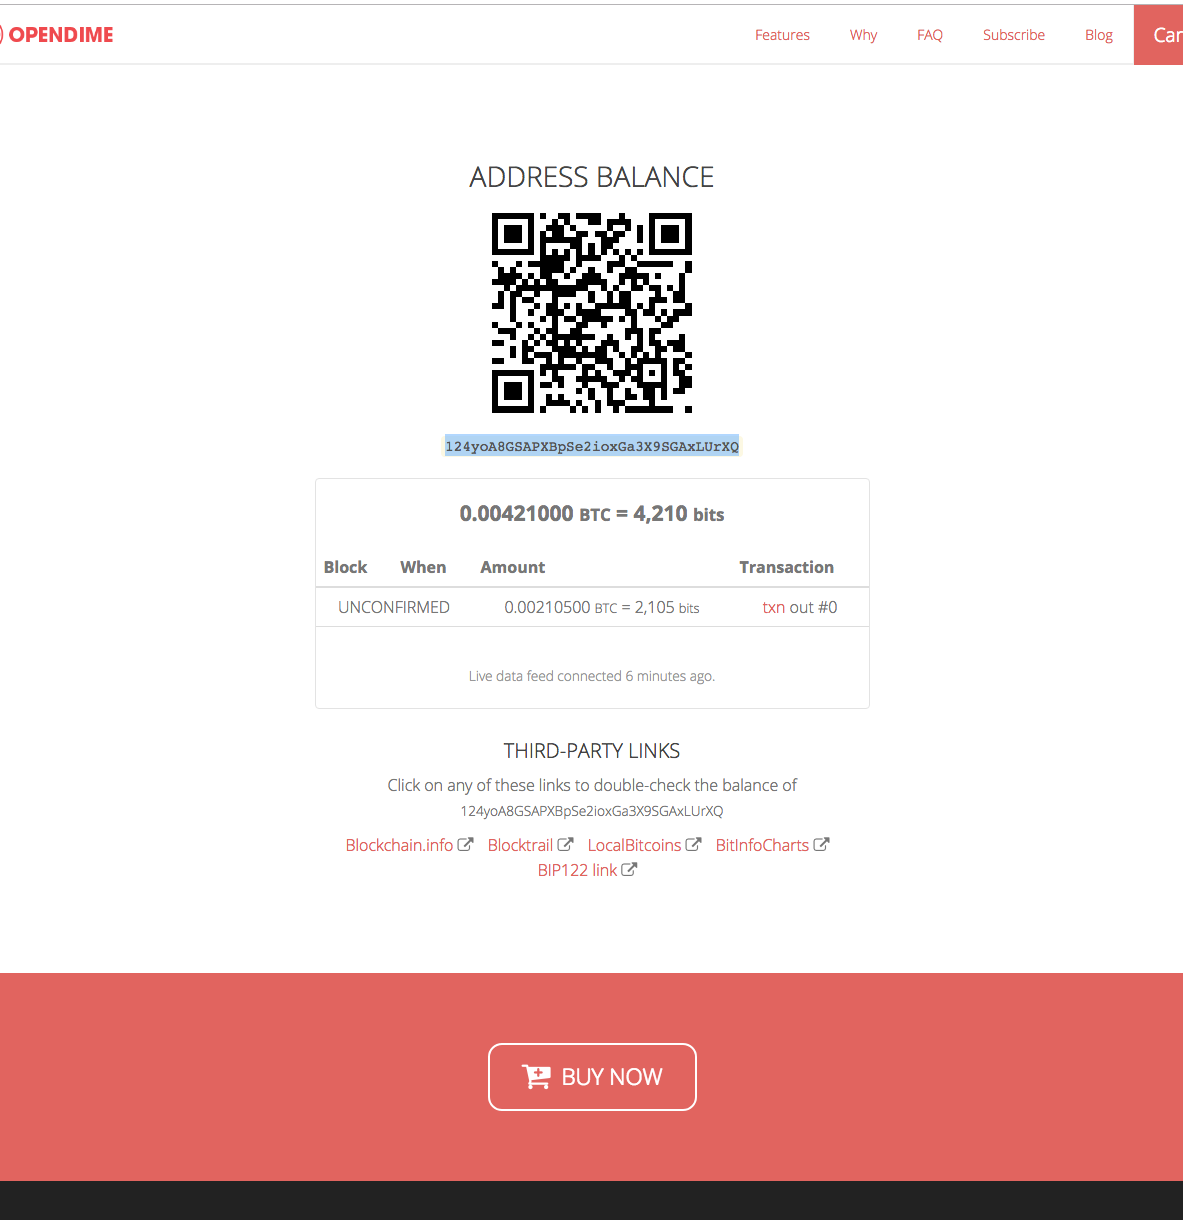 OPENDIME
Features Why FAQ Subscribe Blog
ADDRESS BALANCE
124yoA8GSAPXBpSe2ioxGa3X9SGAxLUrXQ
0.00421000 BTC = 4,210 bits
Block When Amount Transaction
UNCONFIRMED 0.00210500 BTC = 2,105 bits txn out #0
Live data feed connected 6 minutes ago.
THIRD-PARTY LINKS
Click on any of these links to double-check the balance of
124yoA8GSAPXBpSe2ioxGa3X9SGAxLUrXQ
Blockchain.info Blocktrail LocalBitcoins BitInfoCharts
BIP122 link
BUY NOW